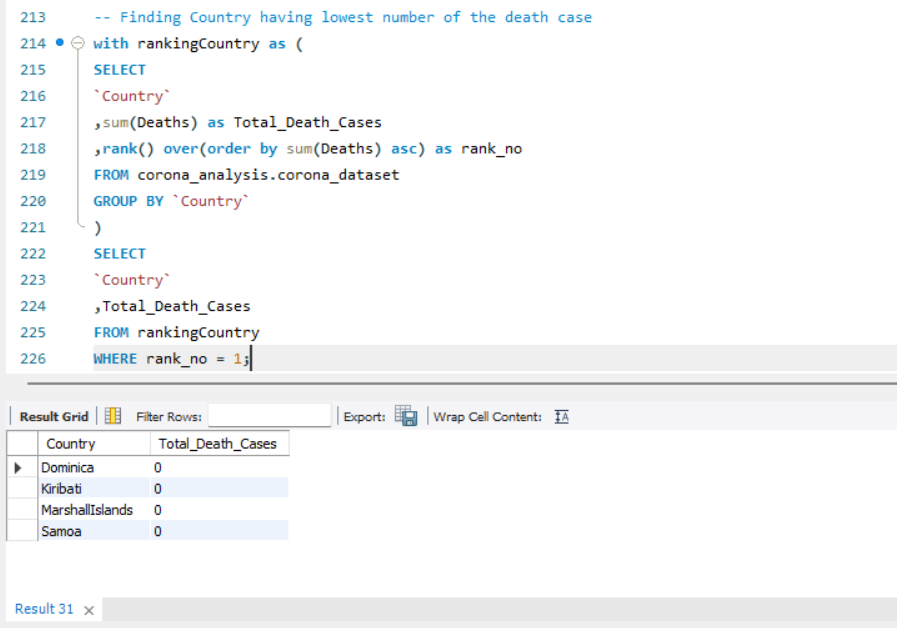 213 -- Finding Country having lowest number of the death case
214 with rankingCountry as (
215 SELECT
216 `Country`
217 ,sum(Deaths) as Total_Death_Cases
218 ,rank() over(order by sum(Deaths) asc) as rank_no
219 FROM corona_analysis.corona_dataset
220 GROUP BY `Country`
221 )
222 SELECT
223 `Country`
224 ,Total_Death_Cases
225 FROM rankingCountry
226 WHERE rank_no = 1;
Result Grid Filter Rows: Export: Wrap Cell Content: IA
Country Total_Death_Cases
Dominica 0
Kiribati 0
MarshallIslands 0
Samoa 0
Result 31 ×